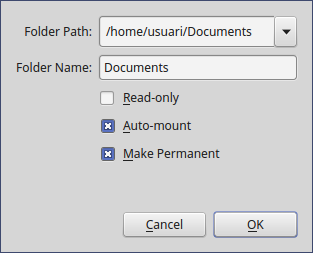 Folder Path: /home/usuari/Documents
Folder Name: Documents
Read-only
Auto-mount
Make Permanent
Cancel OK